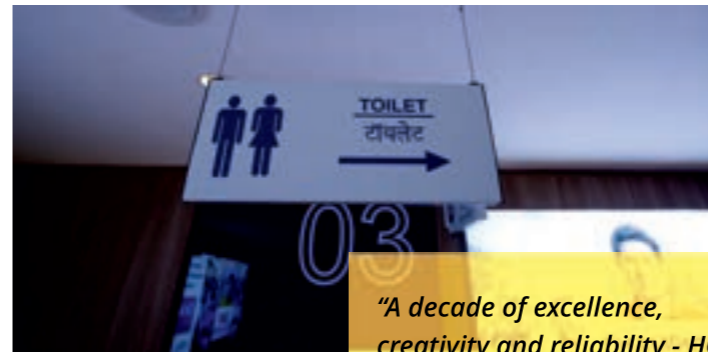 TOILET
टॉयलेट
03
“A decade of excellence,
creativity and reliability -